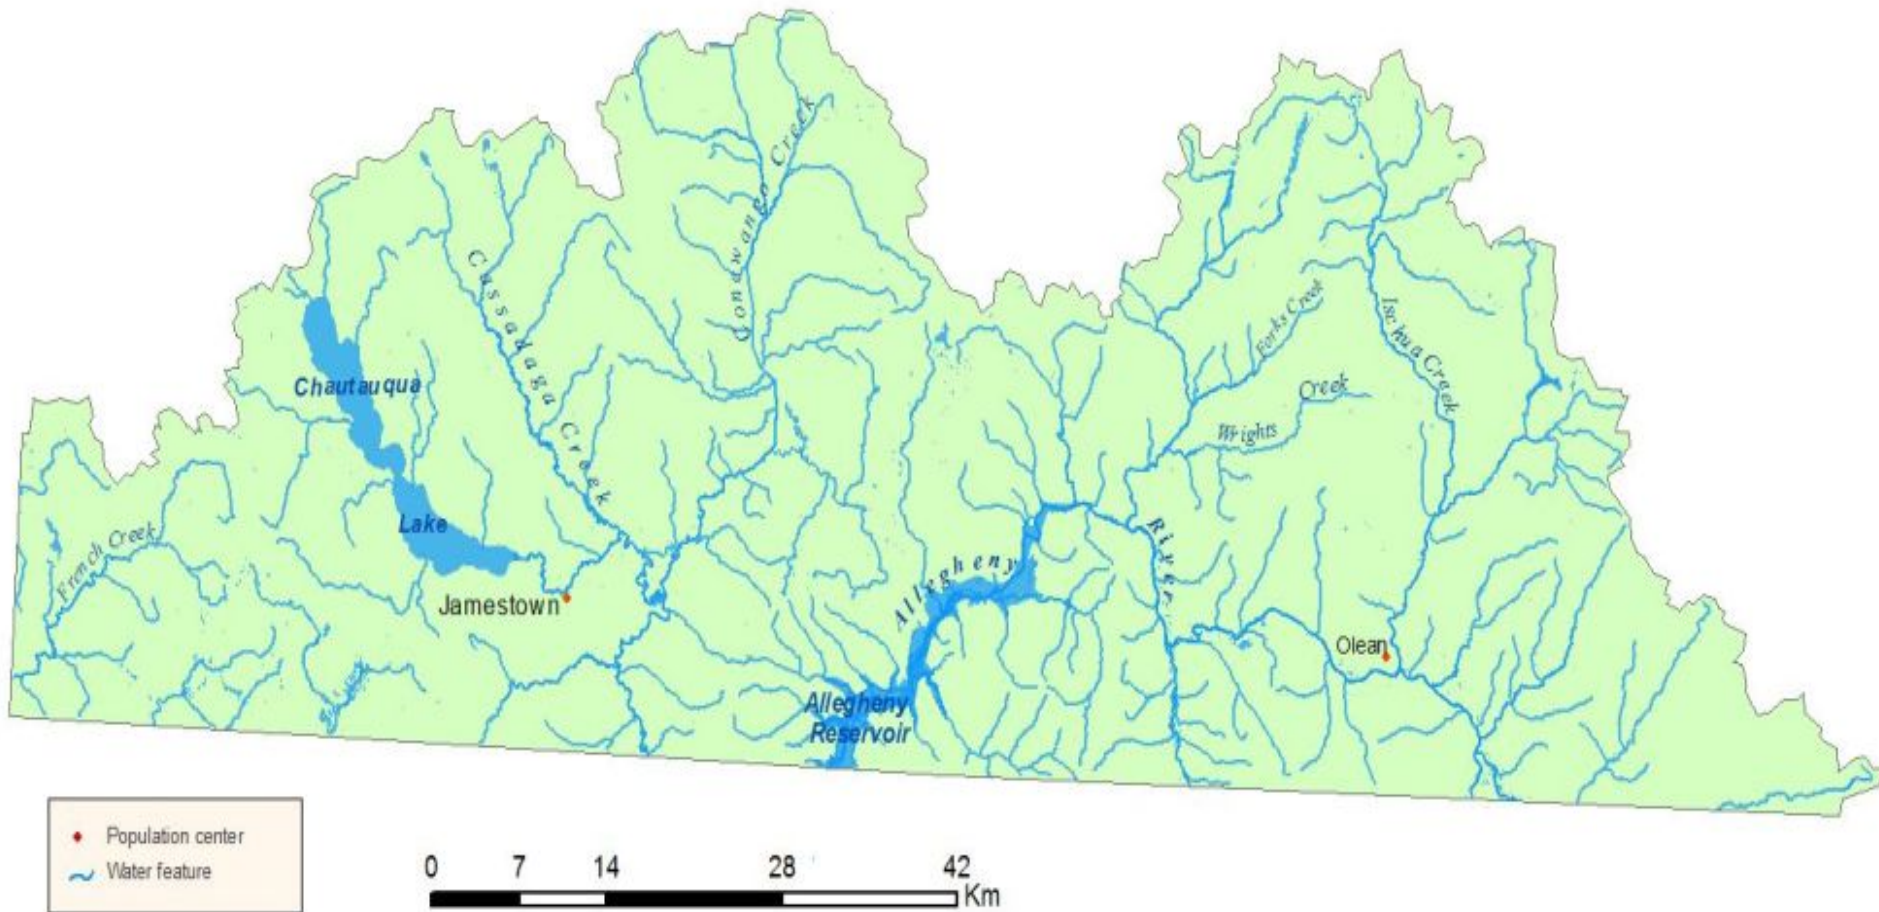 Conawango Creek
Cassadaga Creek
Forks Creek
Ischua Creek
Chautauqua
Lake
Wrights Creek
French Creek
Allegheny River
Jamestown
Olean
Allegheny
Reservoir
Population center
Water feature
0 7 14 28 42
Km